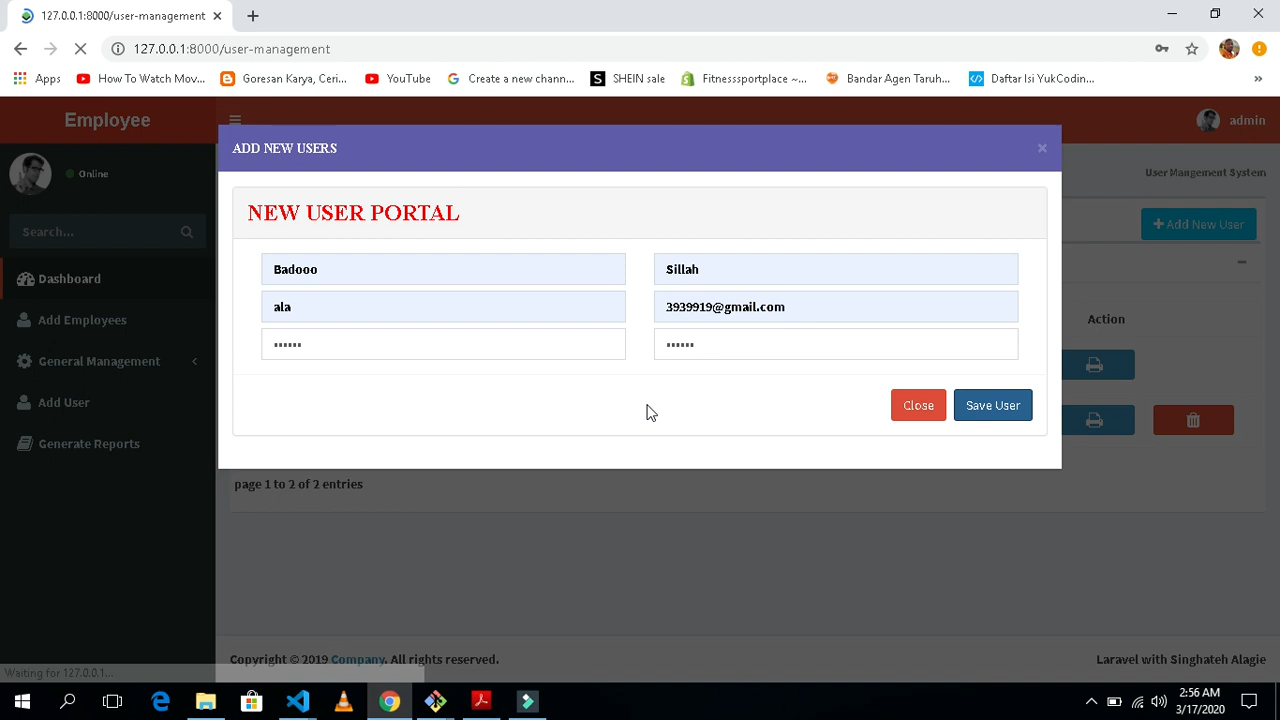 127.0.0.1:8000/user-management
127.0.0.1:8000/user-management
Apps How To Watch Mov... Goresan Karya, Ceri... YouTube Create a new chann... SHEIN sale Fitnesssportplace ~... Bandar Agen Taruh... Daftar Isi YukCodin... »
Employee admin
ADD NEW USERS ×
Online User Mangement System
NEW USER PORTAL
Search... Add New User
Badooo Sillah
Dashboard
ala 3939919@gmail.com
Add Employees Action
•••••• ••••••
General Management
Add User Close Save User
Generate Reports
page 1 to 2 of 2 entries
Copyright © 2019 Company. All rights reserved. Laravel with Singhateh Alagie
Waiting for 127.0.0.1...
2:56 AM
3/17/2020